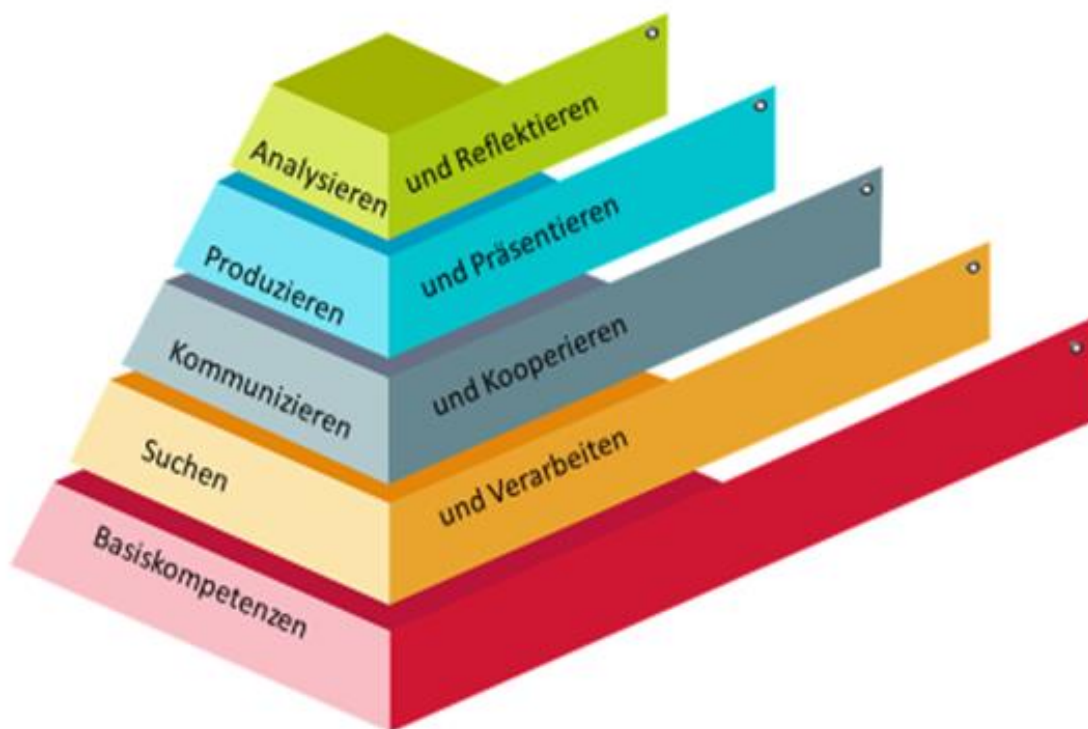 Analysieren und Reflektieren
Produzieren und Präsentieren
Kommunizieren und Kooperieren
Suchen und Verarbeiten
Basiskompetenzen